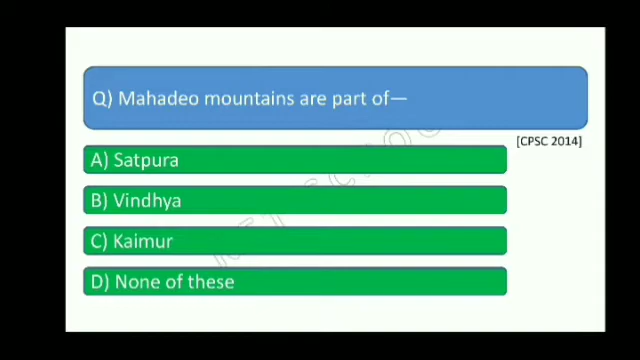 Q) Mahadeo mountains are part of—
[CPSC 2014]
A) Satpura
B) Vindhya
C) Kaimur
D) None of these